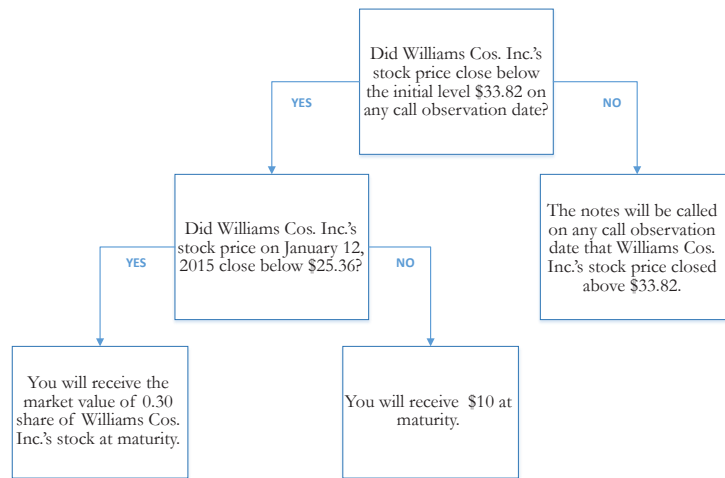 Did Williams Cos. Inc.'s
stock price close below
the initial level $33.82 on
any call observation date?
YES
NO
Did Williams Cos. Inc.'s
stock price on January 12,
2015 close below $25.36?
The notes will be called
on any call observation
date that Williams Cos.
Inc.'s stock price closed
above $33.82.
YES
NO
You will receive the
market value of 0.30
share of Williams Cos.
Inc.'s stock at maturity.
You will receive $10 at
maturity.